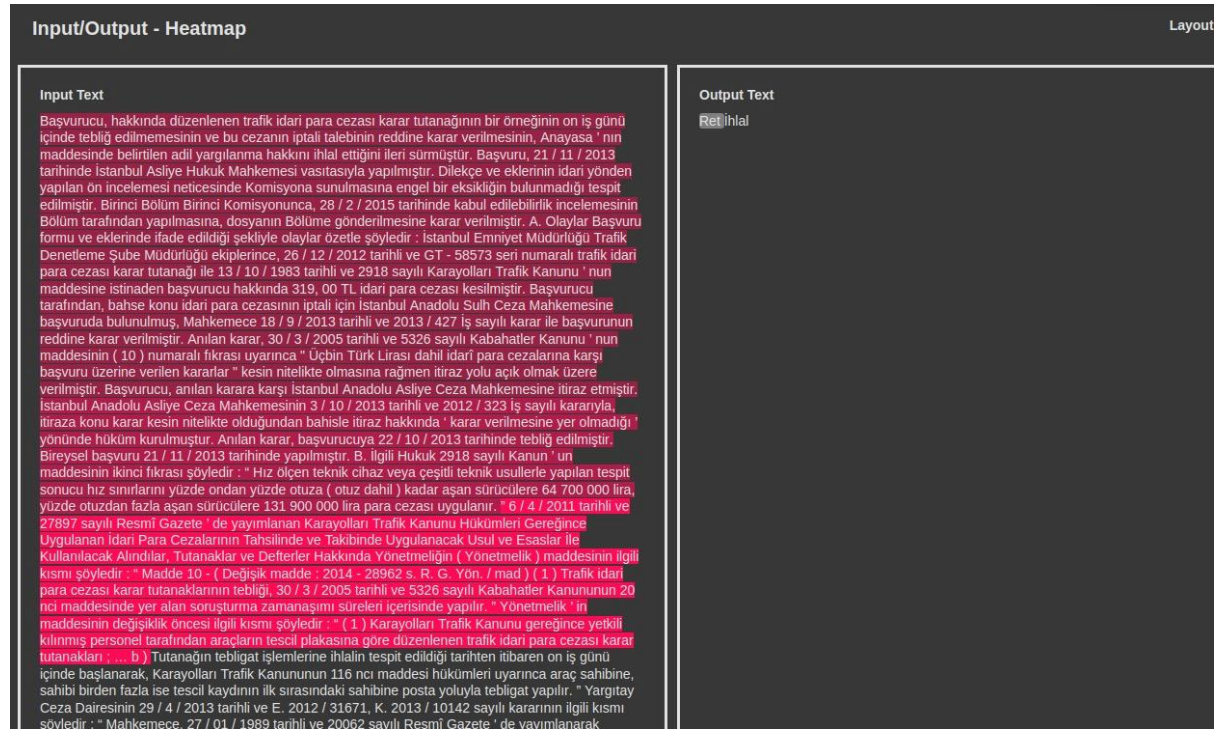 Input/Output - Heatmap
Layout
Input Text
Başvurucu, hakkında düzenlenen trafik idari para cezası karar tutanağının bir örneğinin on iş günü
içinde tebliğ edilmemesinin ve bu cezanın iptali talebinin reddine karar verilmesinin, Anayasa ' nın
maddesinde belirtilen adil yargılanma hakkını ihlal ettiğini ileri sürmüştür. Başvuru, 21 / 11 / 2013
tarihinde İstanbul Asliye Hukuk Mahkemesi vasıtasıyla yapılmıştır. Dilekçe ve eklerinin idari yönden
yapılan ön incelemesi neticesinde Komisyona sunulmasına engel bir eksikliğin bulunmadığı tespit
edilmiştir. Birinci Bölüm Birinci Komisyonunca, 28 / 2 / 2015 tarihinde kabul edilebilirlik incelemesinin
Bölüm tarafından yapılmasına, dosyanın Bölüme gönderilmesine karar verilmiştir. A. Olaylar Başvuru
formu ve eklerinde ifade edildiği şekliyle olaylar özetle şöyledir : İstanbul Emniyet Müdürlüğü Trafik
Denetleme Şube Müdürlüğü ekiplerince, 26 / 12 / 2012 tarihli ve GT - 58573 seri numaralı trafik idari
para cezası karar tutanağı ile 13 / 10 / 1983 tarihli ve 2918 sayılı Karayolları Trafik Kanunu ' nun
maddesine istinaden başvurucu hakkında 319, 00 TL idari para cezası kesilmiştir. Başvurucu
tarafından, bahse konu idari para cezasının iptali için İstanbul Anadolu Sulh Ceza Mahkemesine
başvuruda bulunulmuş, Mahkemece 18 / 9 / 2013 tarihli ve 2013 / 427 İş sayılı karar ile başvurunun
reddine karar verilmiştir. Anılan karar, 30 / 3 / 2005 tarihli ve 5326 sayılı Kabahatler Kanunu ' nun
maddesinin ( 10 ) numaralı fıkrası uyarınca " Üçbin Türk Lirası dahil idarî para cezalarına karşı
başvuru üzerine verilen kararlar " kesin nitelikte olmasına rağmen itiraz yolu açık olmak üzere
verilmiştir. Başvurucu, anılan karara karşı İstanbul Anadolu Asliye Ceza Mahkemesine itiraz etmiştir.
İstanbul Anadolu Asliye Ceza Mahkemesinin 3 / 10 / 2013 tarihli ve 2012 / 323 İş sayılı kararıyla,
itiraza konu karar kesin nitelikte olduğundan bahisle itiraz hakkında ' karar verilmesine yer olmadığı '
yönünde hüküm kurulmuştur. Anılan karar, başvurucuya 22 / 10 / 2013 tarihinde tebliğ edilmiştir.
Bireysel başvuru 21 / 11 / 2013 tarihinde yapılmıştır. B. İlgili Hukuk 2918 sayılı Kanun ' un
maddesinin ikinci fıkrası şöyledir : “ Hız ölçen teknik cihaz veya çeşitli teknik usullerle yapılan tespit
sonucu hız sınırlarını yüzde ondan yüzde otuza ( otuz dahil ) kadar aşan sürücülere 64 700 000 lira,
yüzde otuzdan fazla aşan sürücülere 131 900 000 lira para cezası uygulanır. ” 6 / 4 / 2011 tarihli ve
27897 sayılı Resmî Gazete ' de yayımlanan Karayolları Trafik Kanunu Hükümleri Gereğince
Uygulanan İdari Para Cezalarının Tahsilinde ve Takibinde Uygulanacak Usul ve Esaslar İle
Kullanılacak Alındılar, Tutanaklar ve Defterler Hakkında Yönetmeliğin ( Yönetmelik ) maddesinin ilgili
kısmı şöyledir : “ Madde 10 - ( Değişik madde : 2014 - 28962 s. R. G. Yön. / mad ) ( 1 ) Trafik idari
para cezası karar tutanaklarının tebliği, 30 / 3 / 2005 tarihli ve 5326 sayılı Kabahatler Kanununun 20
nci maddesinde yer alan soruşturma zamanaşımı süreleri içerisinde yapılır. ” Yönetmelik ' in
maddesinin değişiklik öncesi ilgili kısmı şöyledir : “ ( 1 ) Karayolları Trafik Kanunu gereğince yetkili
kılınmış personel tarafından araçların tescil plakasına göre düzenlenen trafik idari para cezası karar
tutanakları ; … b ) Tutanağın tebligat işlemlerine ihlalin tespit edildiği tarihten itibaren on iş günü
içinde başlanarak, Karayolları Trafik Kanununun 116 ncı maddesi hükümleri uyarınca araç sahibine,
sahibi birden fazla ise tescil kaydının ilk sırasındaki sahibine posta yoluyla tebligat yapılır. ” Yargıtay
Ceza Dairesinin 29 / 4 / 2013 tarihli ve E. 2012 / 31671, K. 2013 / 10142 sayılı kararının ilgili kısmı
şöyledir : “ Mahkemece, 27 / 01 / 1989 tarihli ve 20062 sayılı Resmî Gazete ' de yayımlanarak
Output Text
Ret İhlal